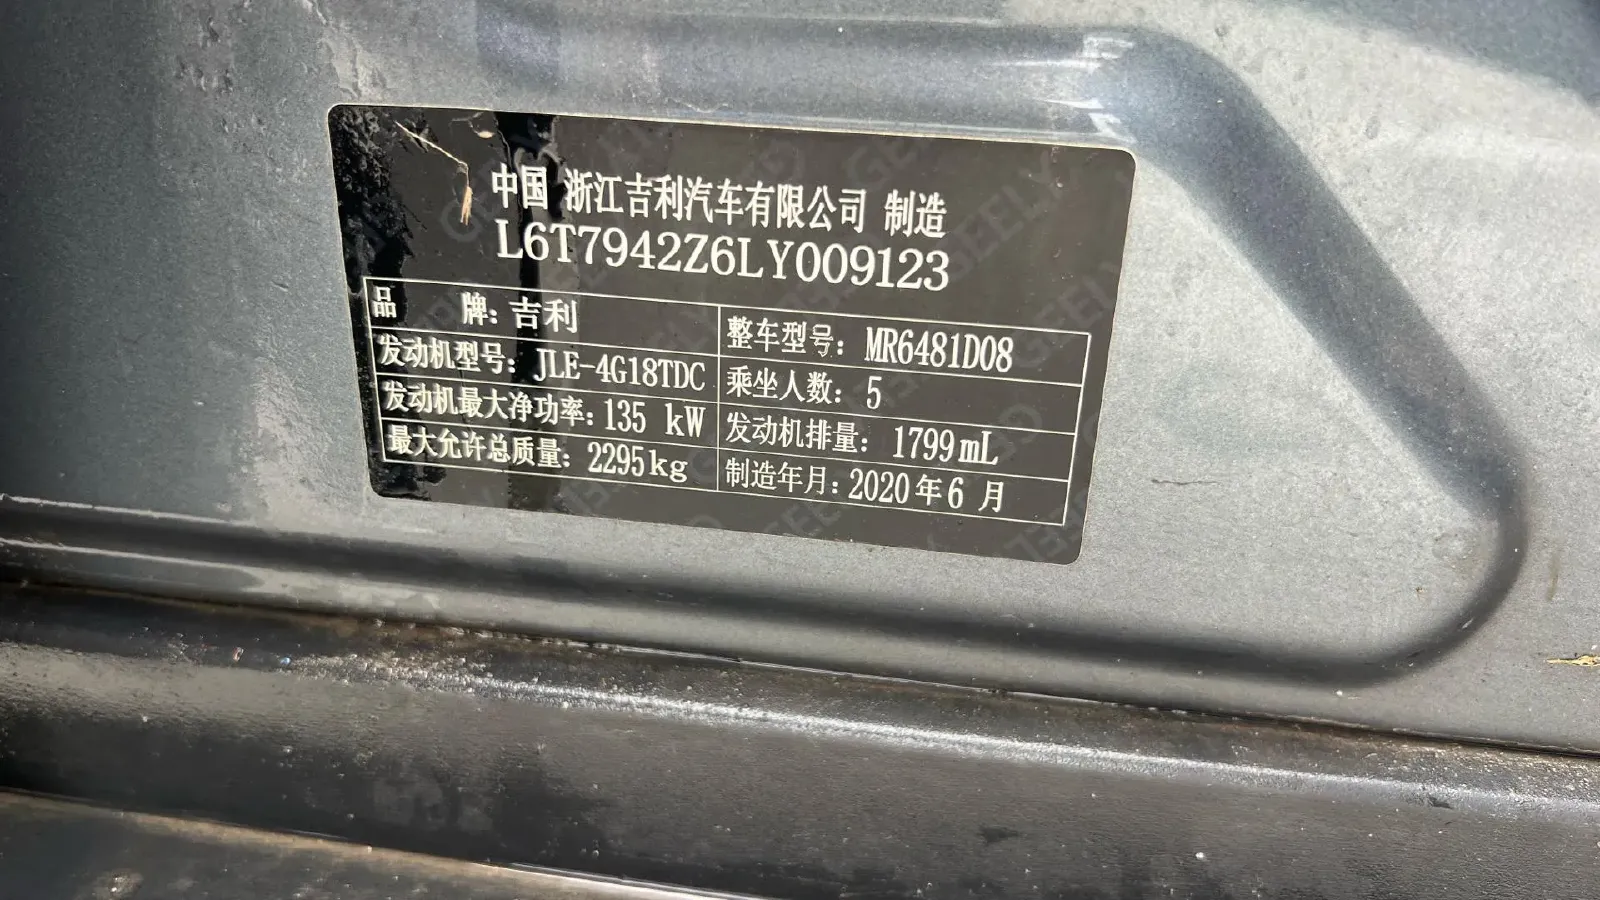 中国 浙江吉利汽车有限公司 制造
L6T7942Z6LY009123
品 牌: 吉利
整车型号: MR6481D08
发动机型号: JLE-4G18TDC
乘坐人数: 5
发动机最大净功率: 135 kW
发动机排量: 1799mL
最大允许总质量: 2295kg
制造年月: 2020年6 月